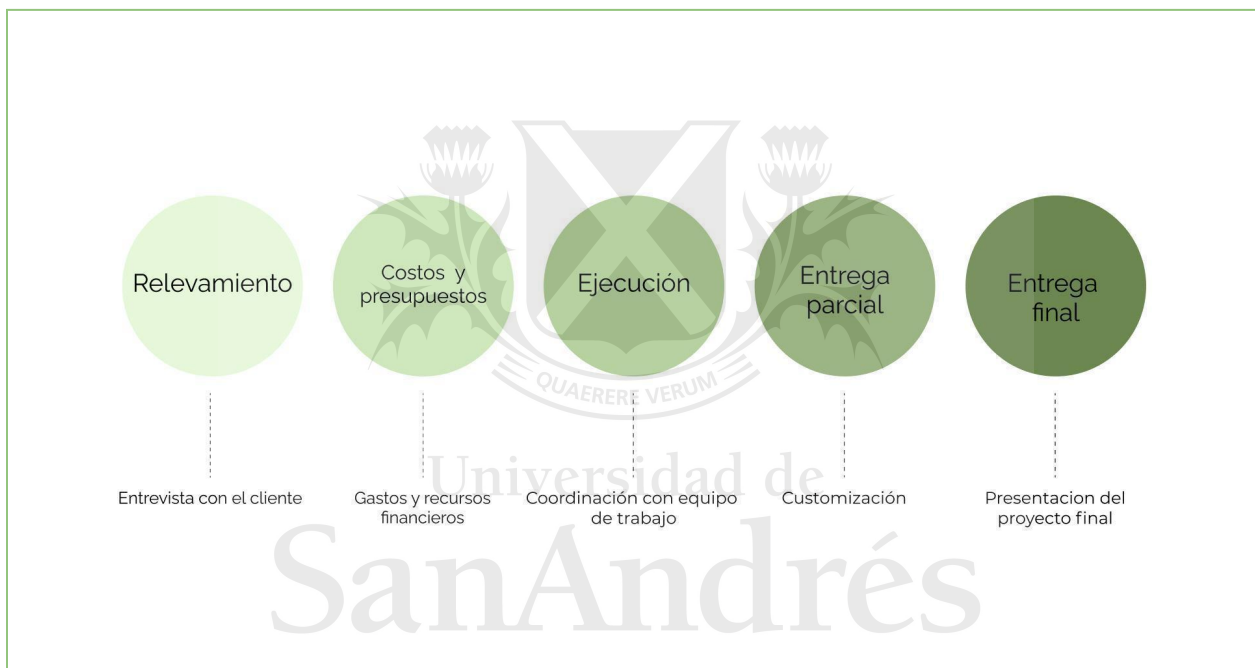 Relevamiento
Costos y
presupuestos
Ejecución
Entrega
parcial
Entrega
final
QUAERERE VERUM
Entrevista con el cliente
Gastos y recursos
financieros
Coordinación con equipo
de trabajo
Customización
Presentacion del
proyecto final
Universidad de
SanAndrés